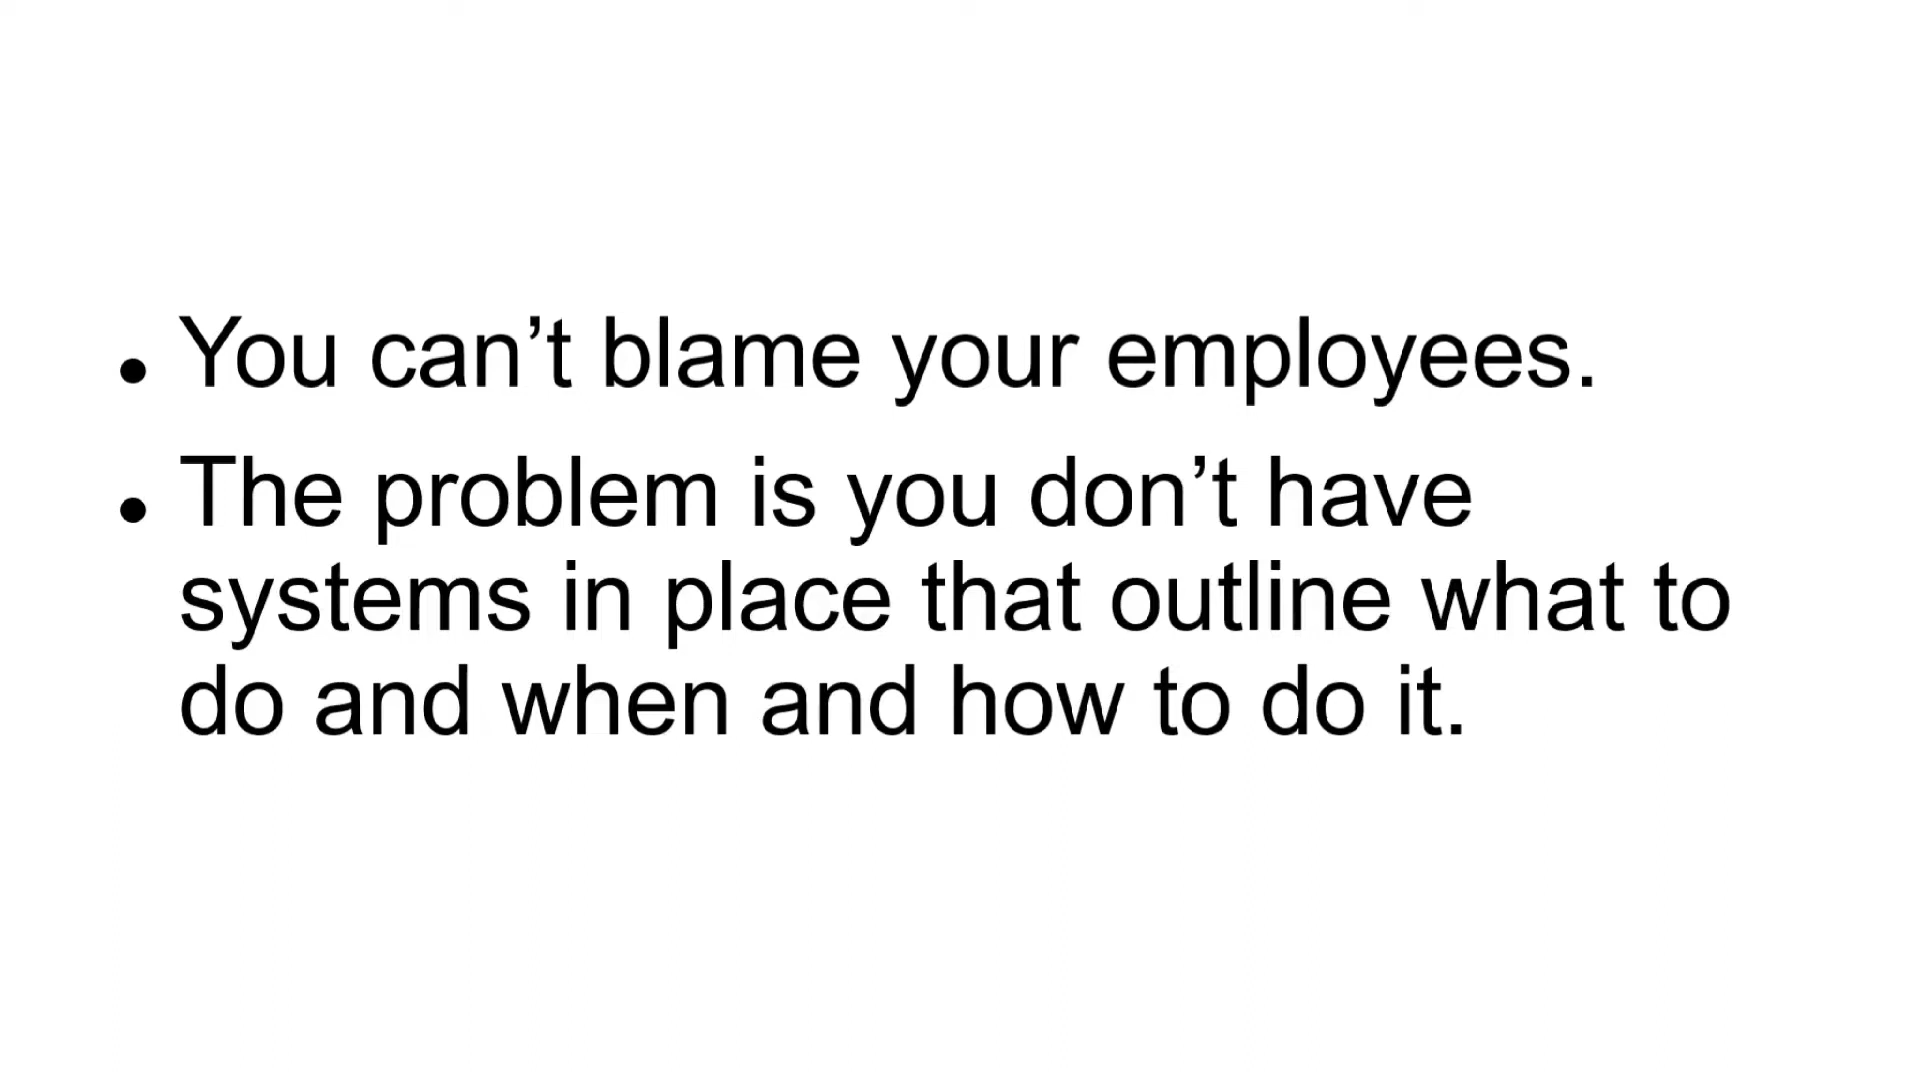 • You can’t blame your employees.
• The problem is you don’t have
systems in place that outline what to
do and when and how to do it.